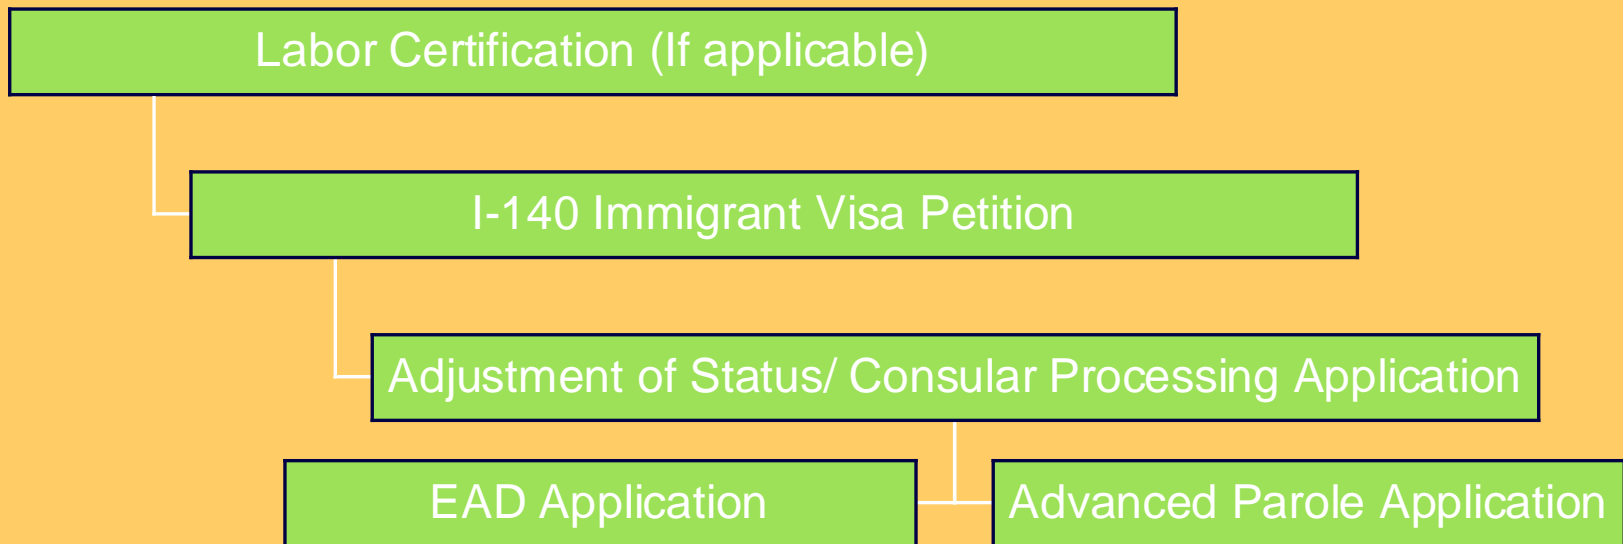 Labor Certification (If applicable)
I-140 Immigrant Visa Petition
Adjustment of Status/ Consular Processing Application
EAD Application
Advanced Parole Application